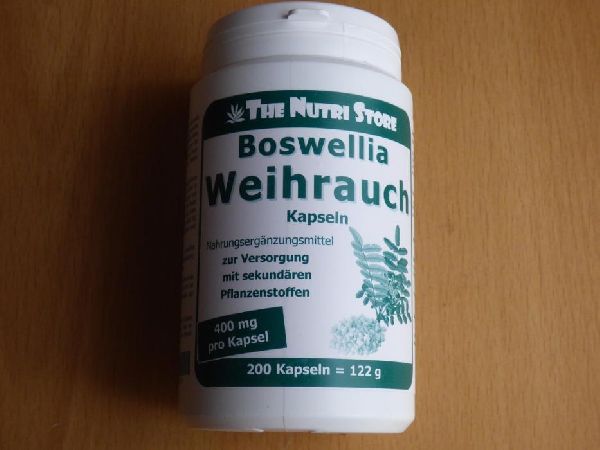 THE NUTRI STORE
Boswellia
Weihrauch
Kapseln
Nahrungsergänzungsmittel
zur Versorgung
mit sekundären
Pflanzenstoffen
400 mg
pro Kapsel
200 Kapseln = 122 g